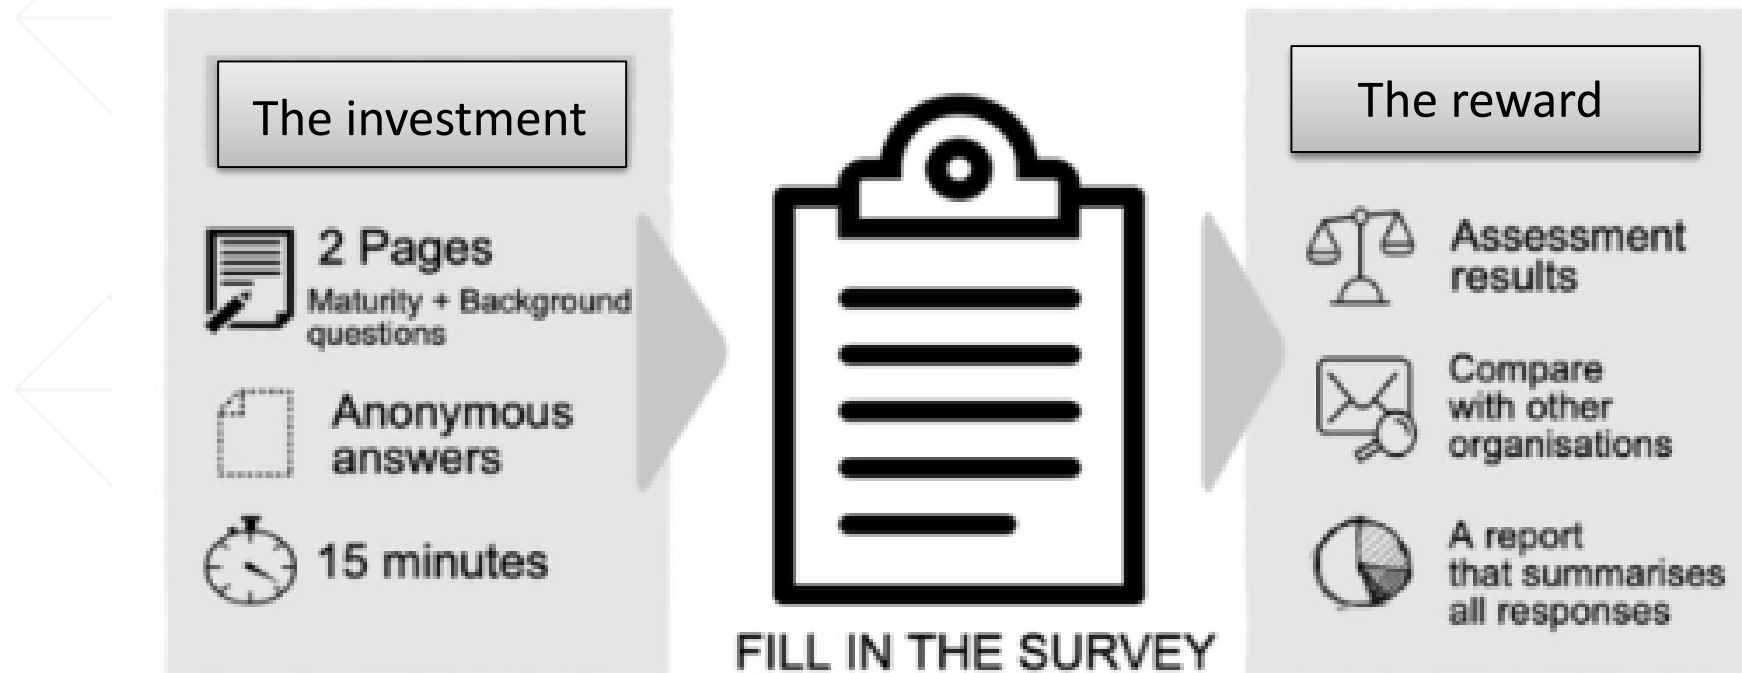 The investment
2 Pages
Maturity + Background
questions
Anonymous
answers
15 minutes
FILL IN THE SURVEY
The reward
Assessment
results
Compare
with other
organisations
A report
that summarises
all responses